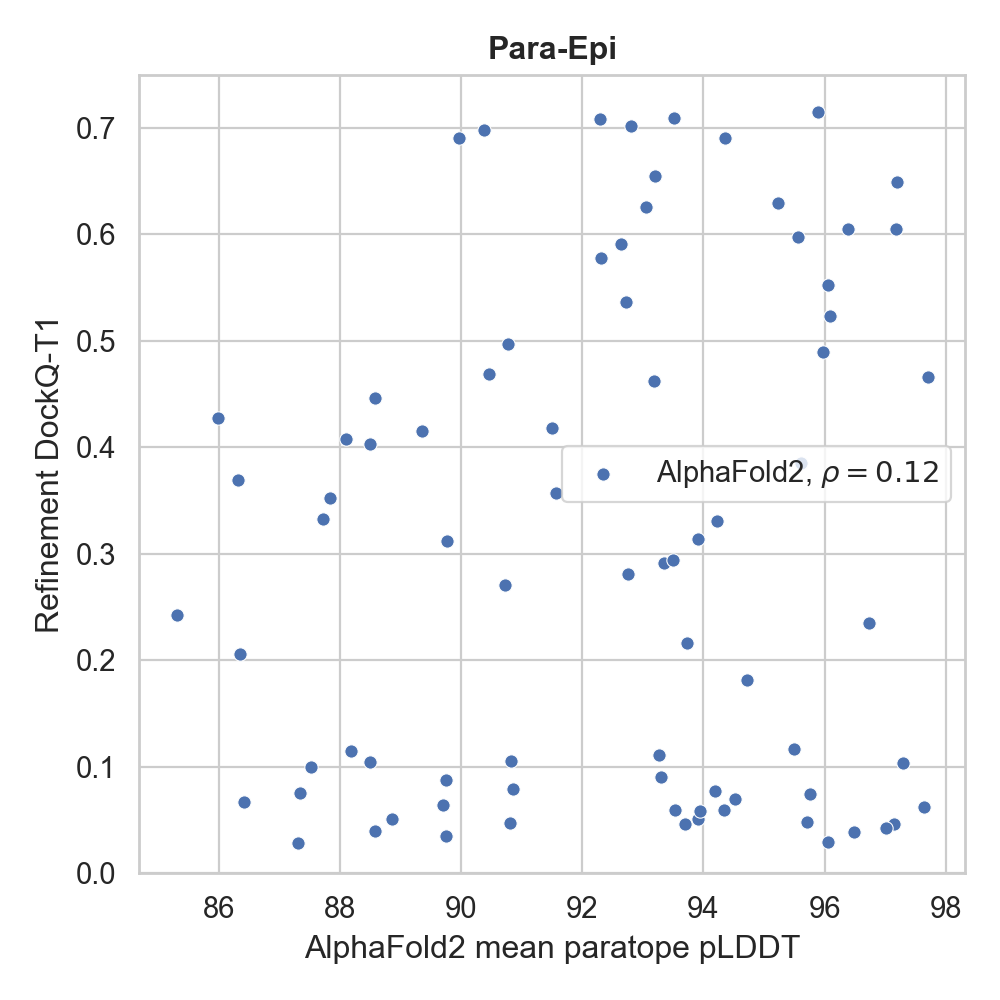 Para-Epi
Refinement DockQ-T1
0.7
0.6
0.5
0.4
0.3
0.2
0.1
0.0
AlphaFold2, ρ = 0.12
86 88 90 92 94 96 98
AlphaFold2 mean paratope pLDDT